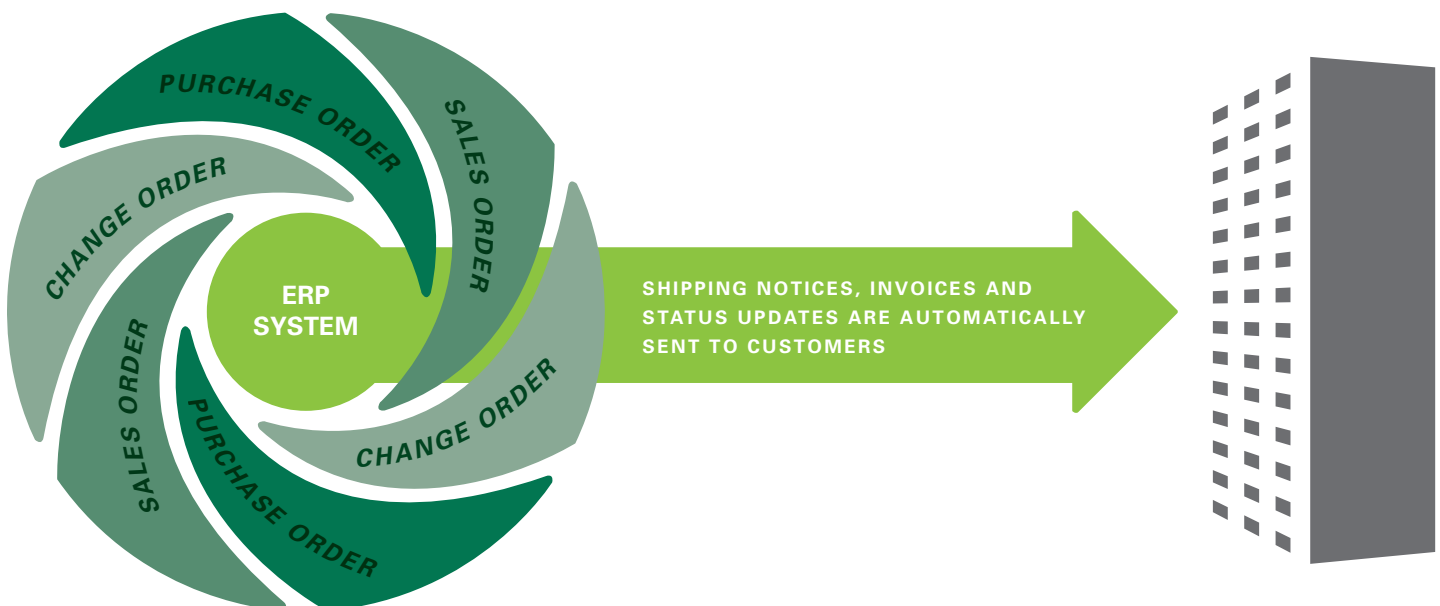 PURCHASE ORDER
SALES ORDER
CHANGE ORDER
ERP
SYSTEM
SHIPPING NOTICES, INVOICES AND
STATUS UPDATES ARE AUTOMATICALLY
SENT TO CUSTOMERS
SALES ORDER
CHANGE ORDER
PURCHASE ORDER